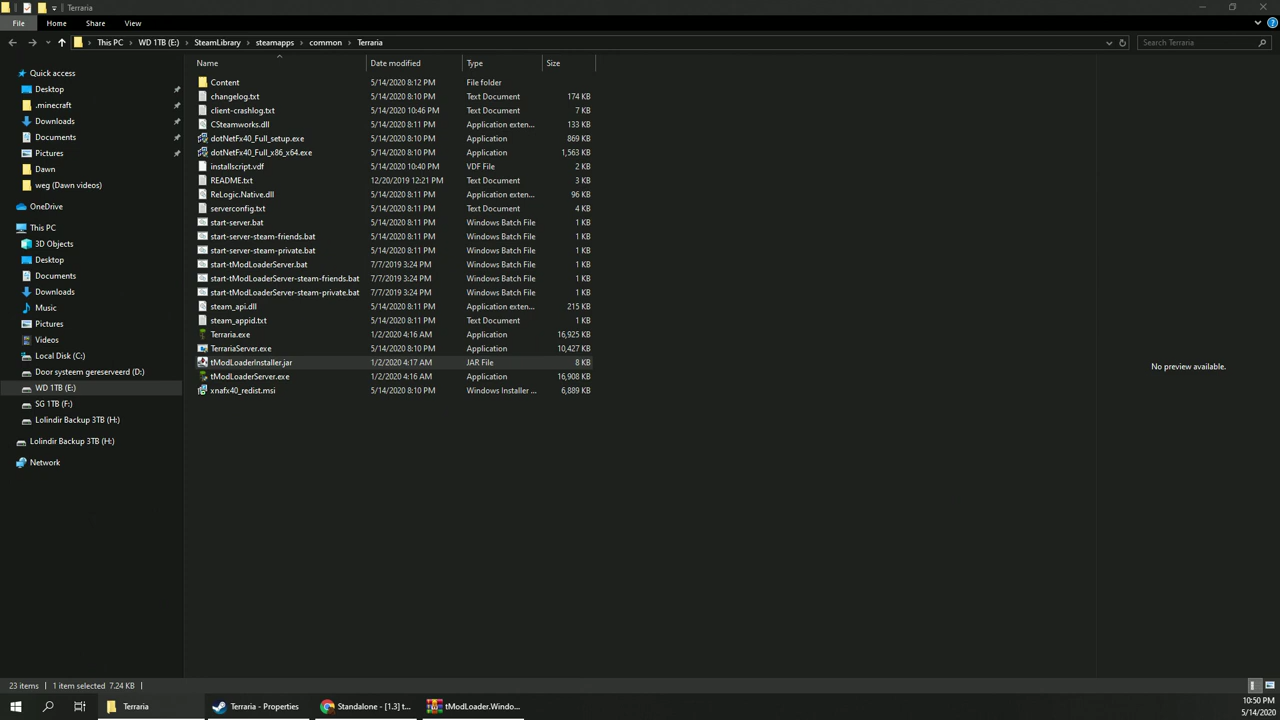 Terraria
File Home Share View
This PC WD 1TB (E:) SteamLibrary steamapps common Terraria Search Terraria
Name Date modified Type Size
Quick access
Desktop
.minecraft
Downloads
Documents
Pictures
Dawn
weg (Dawn videos)
OneDrive
This PC
3D Objects
Desktop
Documents
Downloads
Music
Pictures
Videos
Local Disk (C:)
Door systeem gereserveerd (D:)
WD 1TB (E:)
SG 1TB (F:)
Lolindir Backup 3TB (H:)
Lolindir Backup 3TB (H:)
Network
Content 5/14/2020 8:12 PM File folder
changelog.txt 5/14/2020 8:10 PM Text Document 174 KB
client-crashlog.txt 5/14/2020 10:46 PM Text Document 7 KB
CSteamworks.dll 5/14/2020 8:11 PM Application exten... 133 KB
dotNetFx40_Full_setup.exe 5/14/2020 8:10 PM Application 869 KB
dotNetFx40_Full_x86_x64.exe 5/14/2020 8:10 PM Application 1,563 KB
installscript.vdf 5/14/2020 10:40 PM VDF File 2 KB
README.txt 12/20/2019 12:21 PM Text Document 3 KB
ReLogic.Native.dll 5/14/2020 8:11 PM Application exten... 96 KB
serverconfig.txt 5/14/2020 8:10 PM Text Document 4 KB
start-server.bat 5/14/2020 8:11 PM Windows Batch File 1 KB
start-server-steam-friends.bat 5/14/2020 8:11 PM Windows Batch File 1 KB
start-server-steam-private.bat 5/14/2020 8:11 PM Windows Batch File 1 KB
start-tModLoaderServer.bat 7/7/2019 3:24 PM Windows Batch File 1 KB
start-tModLoaderServer-steam-friends.bat 7/7/2019 3:24 PM Windows Batch File 1 KB
start-tModLoaderServer-steam-private.bat 7/7/2019 3:24 PM Windows Batch File 1 KB
steam_api.dll 5/14/2020 8:11 PM Application exten... 215 KB
steam_appid.txt 5/14/2020 8:11 PM Text Document 1 KB
Terraria.exe 1/2/2020 4:16 AM Application 16,925 KB
TerrariaServer.exe 5/14/2020 8:10 PM Application 10,427 KB
tModLoaderInstaller.jar 1/2/2020 4:17 AM JAR File 8 KB
tModLoaderServer.exe 1/2/2020 4:16 AM Application 16,908 KB
xnafx40_redist.msi 5/14/2020 8:11 PM Windows Installer ... 6,889 KB
No preview available.
23 items 1 item selected 7.24 KB
Terraria Terraria - Properties Standalone - [1.3] t... tModLoader.Windo...
10:50 PM
5/14/2020